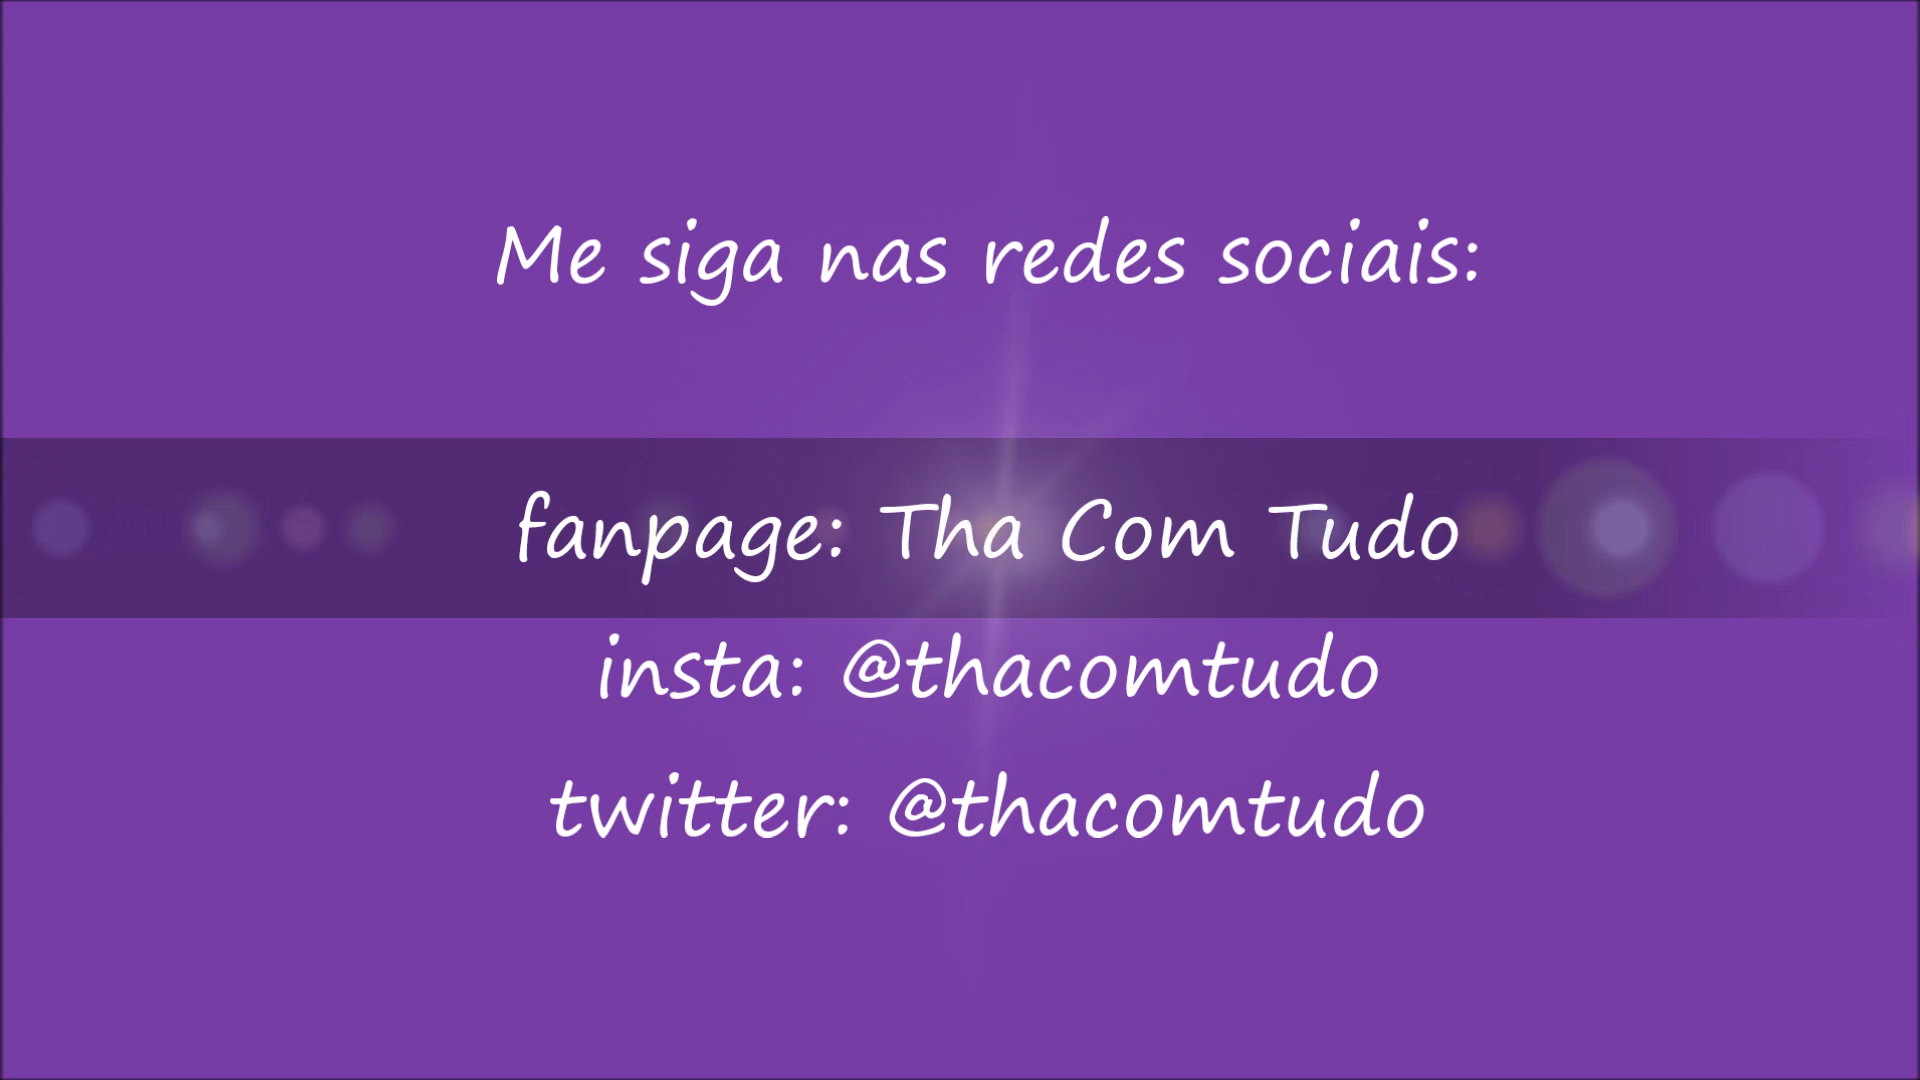 Me siga nas redes sociais:
fanpage: Tha Com Tudo
insta: @thacomtudo
twitter: @thacomtudo